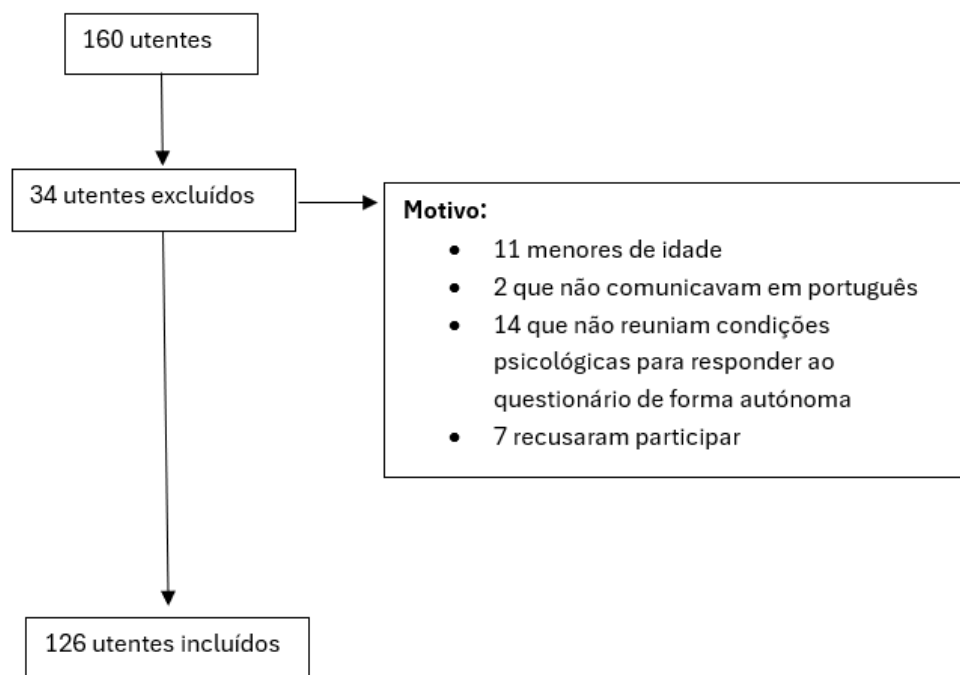 160 utentes
34 utentes excluídos
Motivo:
• 11 menores de idade
• 2 que não comunicavam em português
• 14 que não reuniam condições
psicológicas para responder ao
questionário de forma autónoma
• 7 recusaram participar
126 utentes incluídos